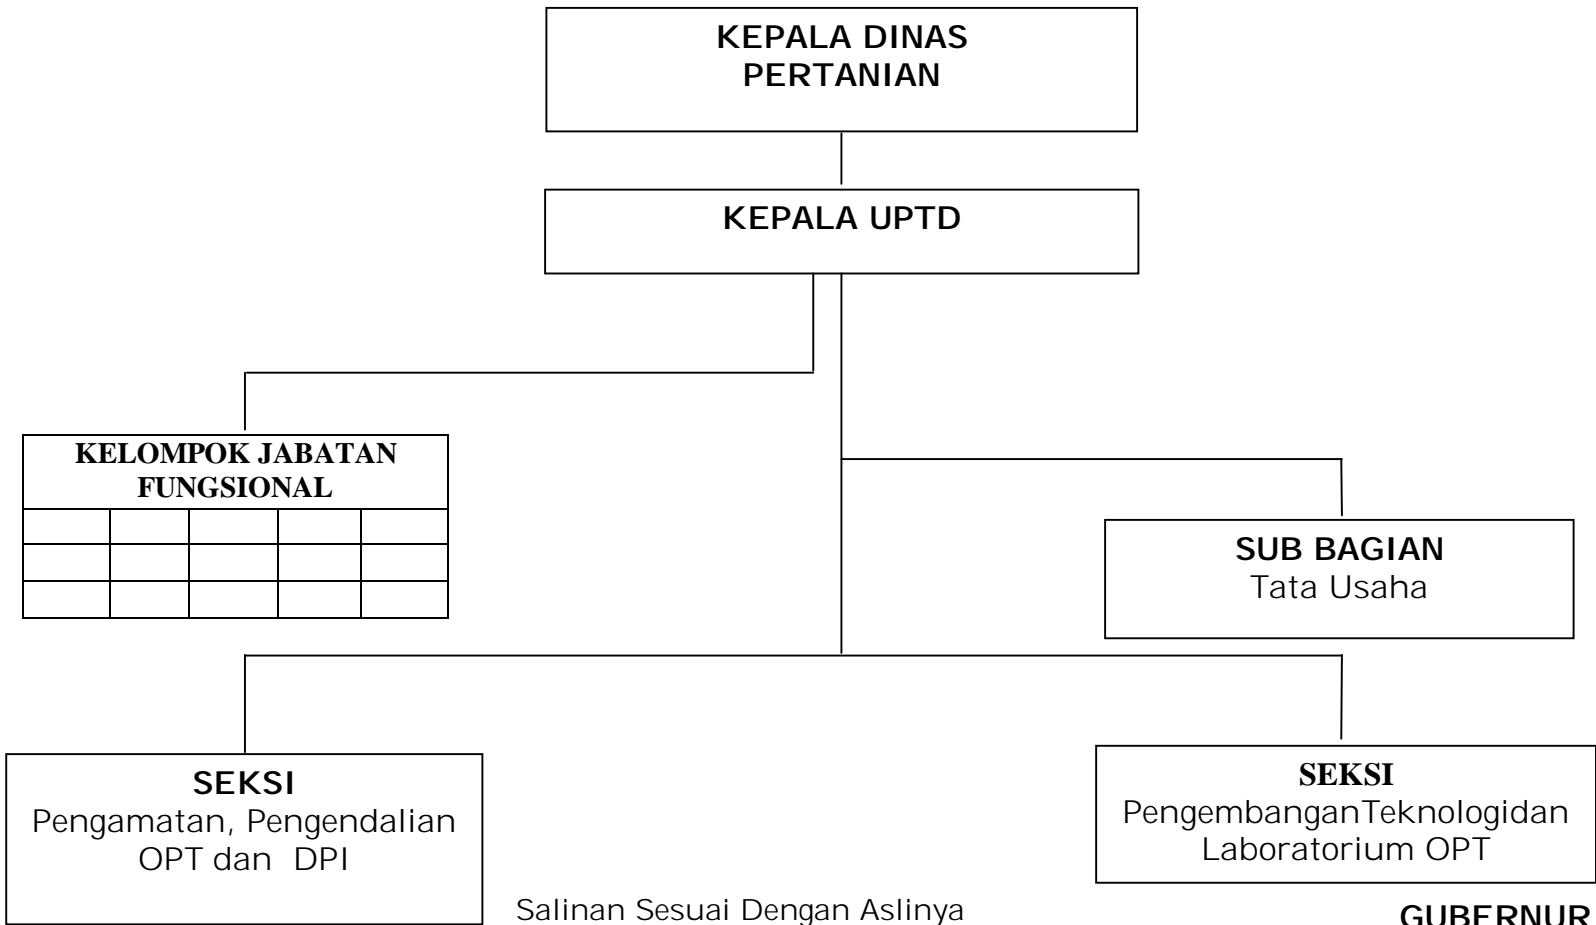 KEPALA DINAS
PERTANIAN
KEPALA UPTD
KELOMPOK JABATAN
FUNGSIONAL
SUB BAGIAN
Tata Usaha
SEKSI
Pengamatan, Pengendalian
OPT dan DPI
SEKSI
PengembanganTeknologidan
Laboratorium OPT
Salinan Sesuai Dengan Aslinya
GUBERNUR